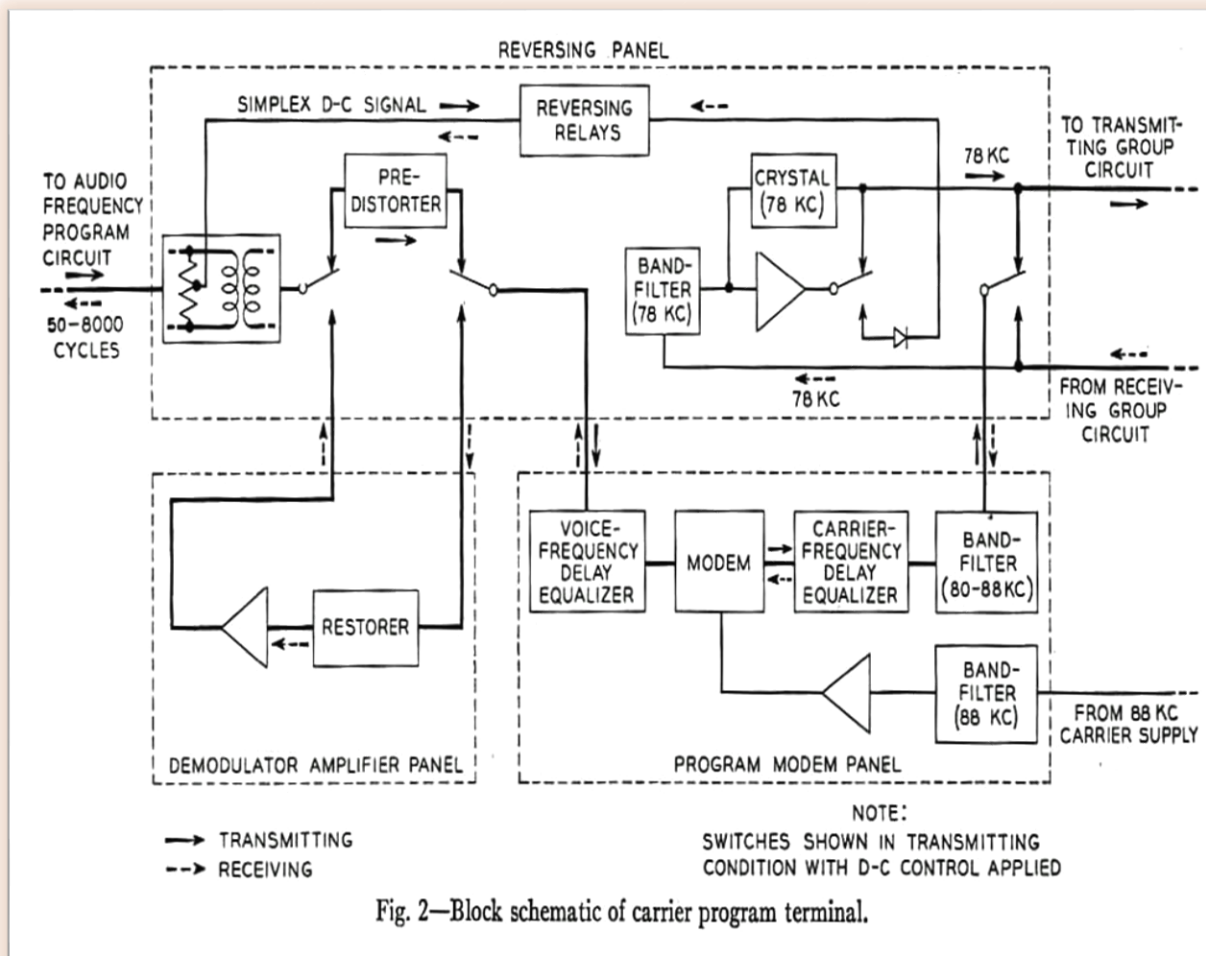 REVERSING PANEL
SIMPLEX D-C SIGNAL
REVERSING
RELAYS
TO TRANSMIT-
TING GROUP
CIRCUIT
78 KC
PRE-
DISTORTER
CRYSTAL
(78 KC)
TO AUDIO
FREQUENCY
PROGRAM
CIRCUIT
BAND-
FILTER
(78 KC)
50-8000
CYCLES
78 KC
FROM RECEIV-
ING GROUP
CIRCUIT
VOICE-
FREQUENCY
DELAY
EQUALIZER
MODEM
CARRIER-
FREQUENCY
DELAY
EQUALIZER
BAND-
FILTER
(80-88KC)
RESTORER
BAND-
FILTER
(88 KC)
FROM 88 KC
CARRIER SUPPLY
DEMODULATOR AMPLIFIER PANEL
PROGRAM MODEM PANEL
TRANSMITTING
RECEIVING
NOTE:
SWITCHES SHOWN IN TRANSMITTING
CONDITION WITH D-C CONTROL APPLIED
Fig. 2—Block schematic of carrier program terminal.